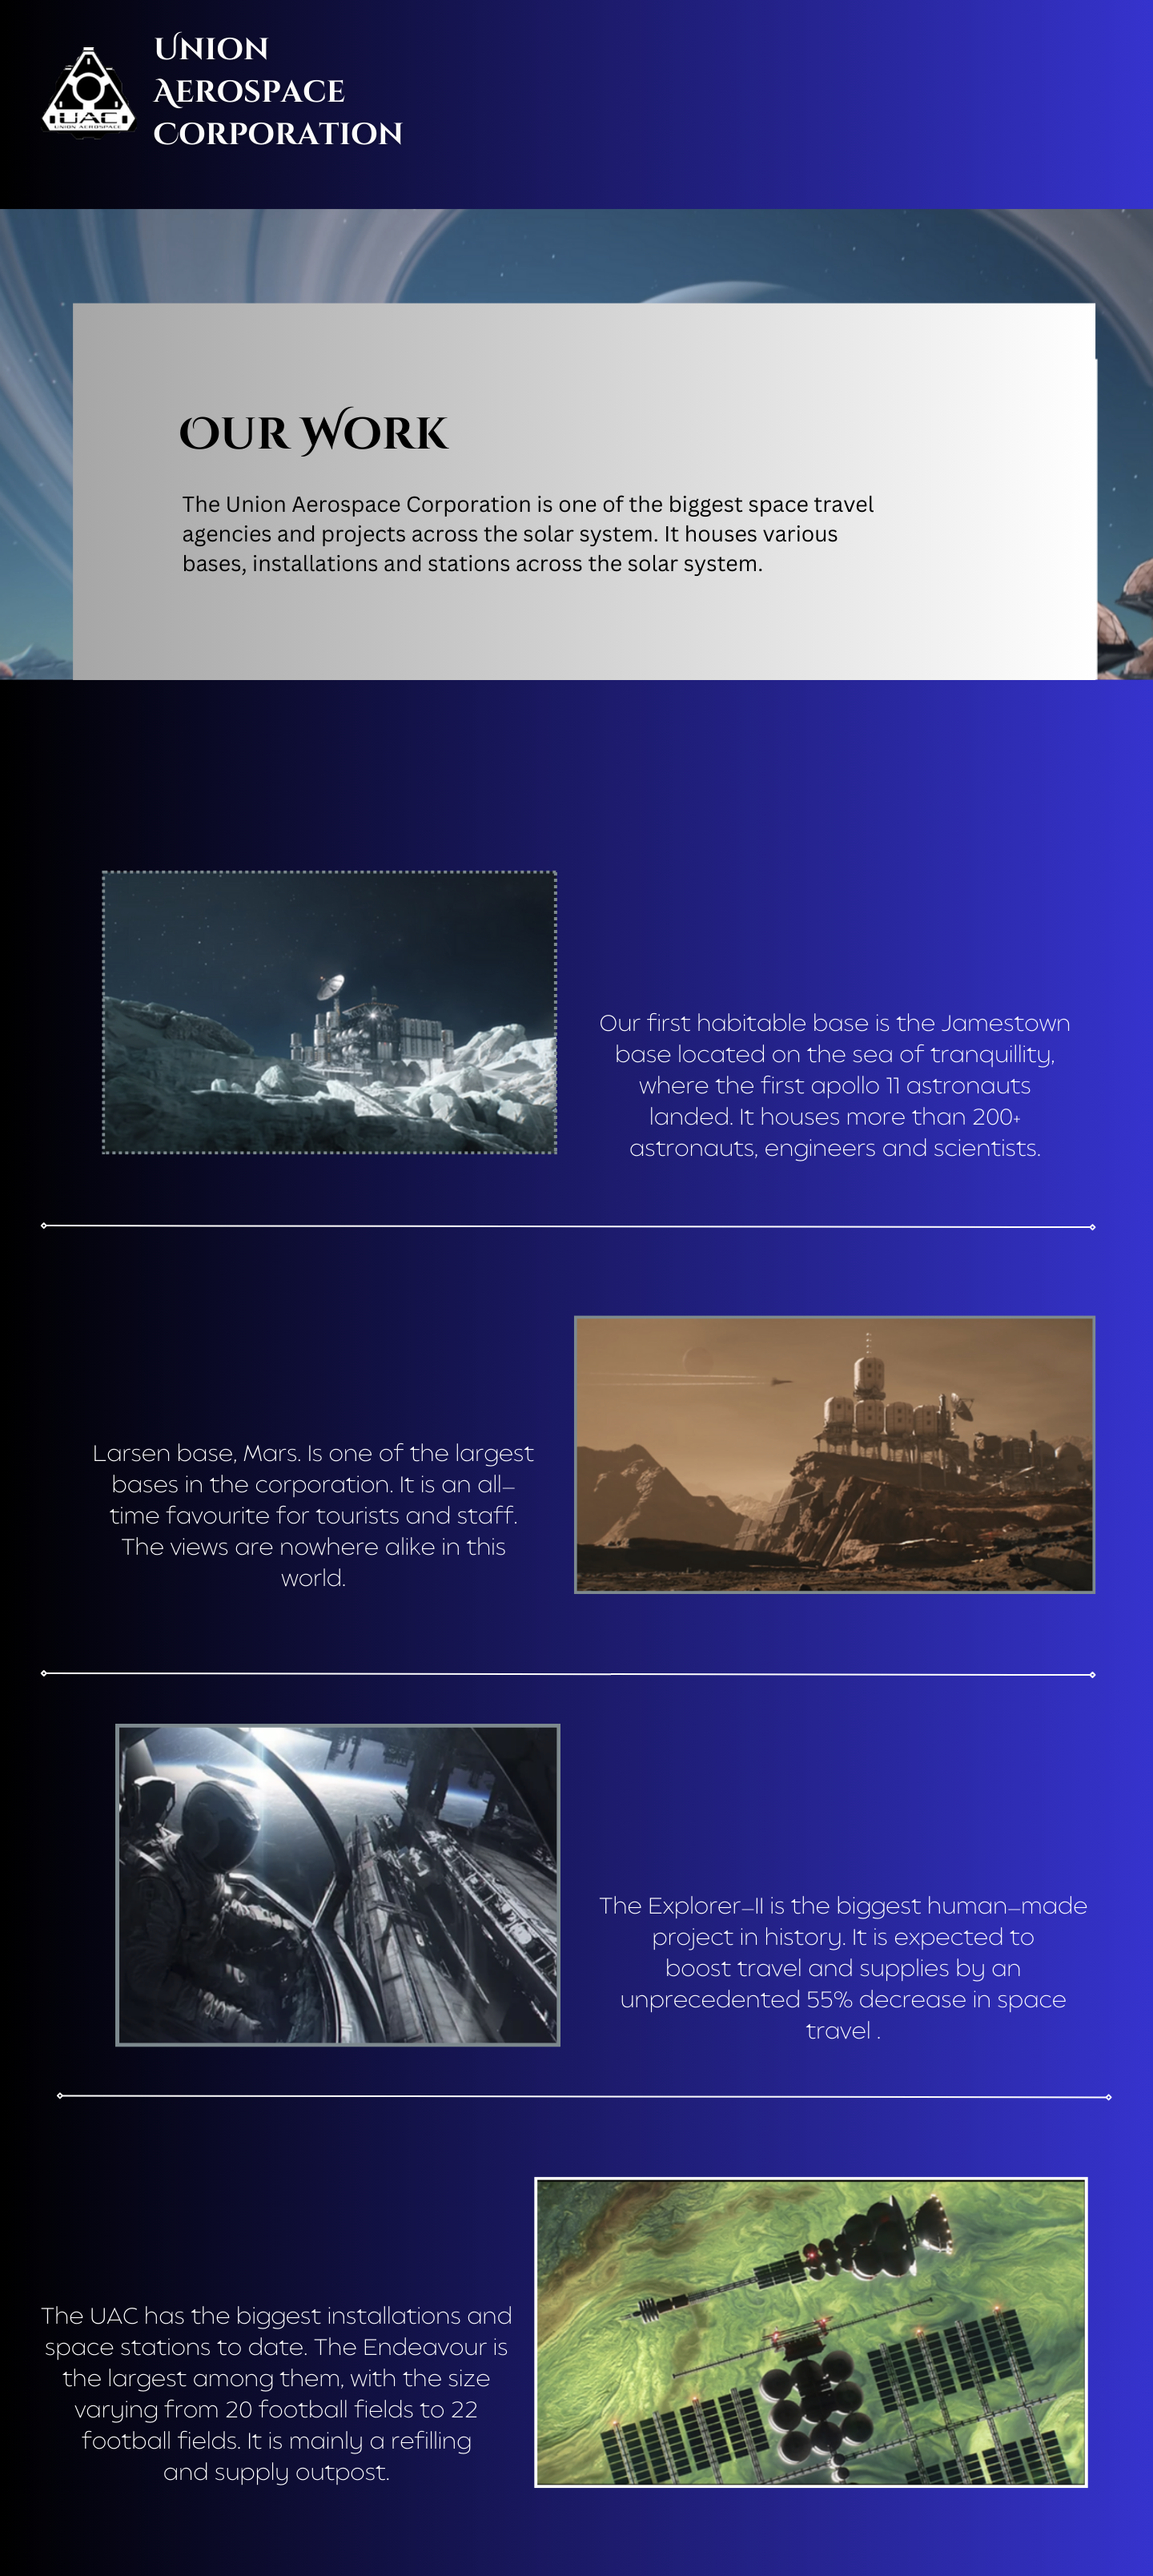 UAC
UNION AEROSPACE
Union
Aerospace
Corporation
Our Work
The Union Aerospace Corporation is one of the biggest space travel
agencies and projects across the solar system. It houses various
bases, installations and stations across the solar system.
Our first habitable base is the Jamestown
base located on the sea of tranquillity,
where the first apollo 11 astronauts
landed. It houses more than 200+
astronauts, engineers and scientists.
Larsen base, Mars. Is one of the largest
bases in the corporation. It is an all-
time favourite for tourists and staff.
The views are nowhere alike in this
world.
The Explorer-II is the biggest human-made
project in history. It is expected to
boost travel and supplies by an
unprecedented 55% decrease in space
travel .
The UAC has the biggest installations and
space stations to date. The Endeavour is
the largest among them, with the size
varying from 20 football fields to 22
football fields. It is mainly a refilling
and supply outpost.